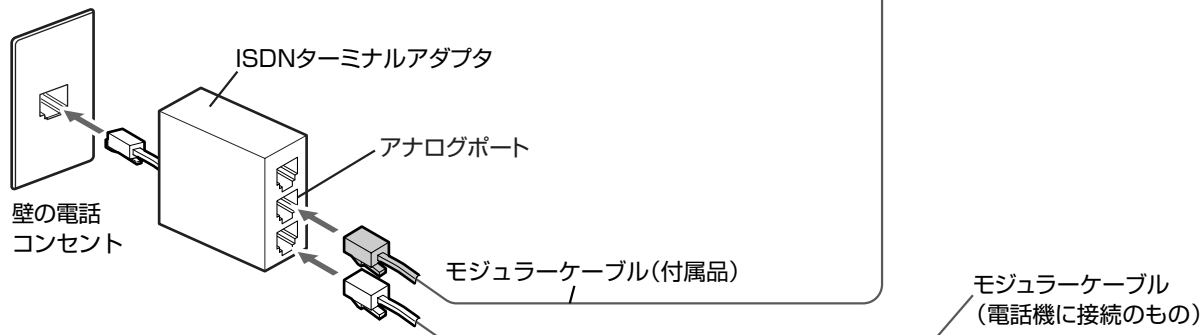 ISDNターミナルアダプタ
アナログポート
壁の電話
コンセント
モジュラーケーブル（付属品）
モジュラーケーブル
（電話機に接続のもの）